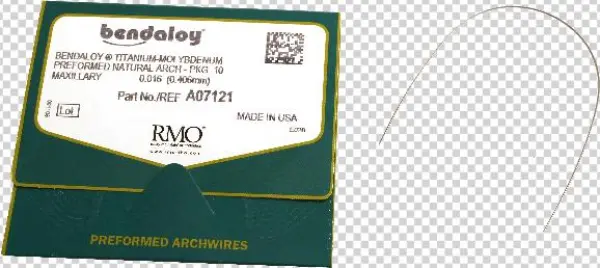 bendaloy
BENDALOY ® TITANIUM-MOLYBDENUM
PREFORMED NATURAL ARCH - PKG 10
MAXILLARY 0.016 (0.406mm)
Part No./REF A07121
Lot
MADE IN USA
RMO
PREFORMED ARCHWIRES